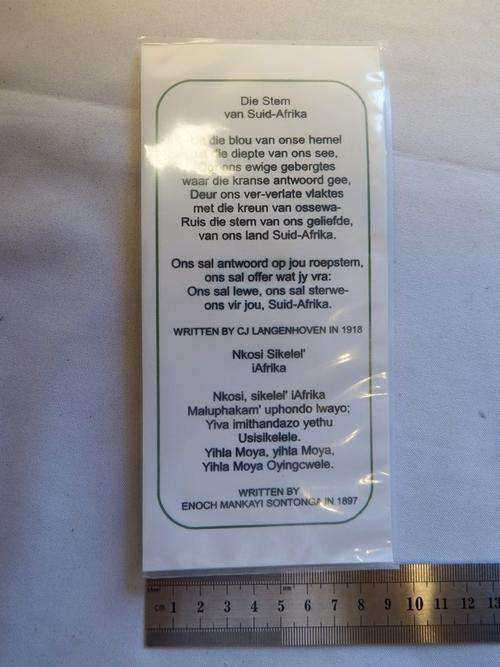 Die Stem
van Suid-Afrika
die blou van onse hemel
die diepte van ons see,
ons ewige gebergtes
waar die kranse antwoord gee,
Deur ons ver-verlate vlaktes
met die kreun van ossewa-
Ruis die stem van ons geliefde,
van ons land Suid-Afrika.
Ons sal antwoord op jou roepstem,
ons sal offer wat jy vra:
Ons sal lewe, ons sal sterwe-
ons vir jou, Suid-Afrika.
WRITTEN BY CJ LANGENHOVEN IN 1918
Nkosi Sikelel'
iAfrika
Nkosi, sikelel' iAfrika
Maluphakam' uphondo lwayo;
Yiva imithandazo yethu
Usisikelele.
Yihla Moya, yihla Moya,
Yihla Moya Oyingcwele.
WRITTEN BY
ENOCH MANKAYI SONTONGA IN 1897
cm 1 2 3 4 5 6 7 8 9 10 11 12 13